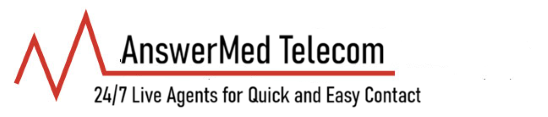 AnswerMed Telecom
24/7 Live Agents for Quick and Easy Contact